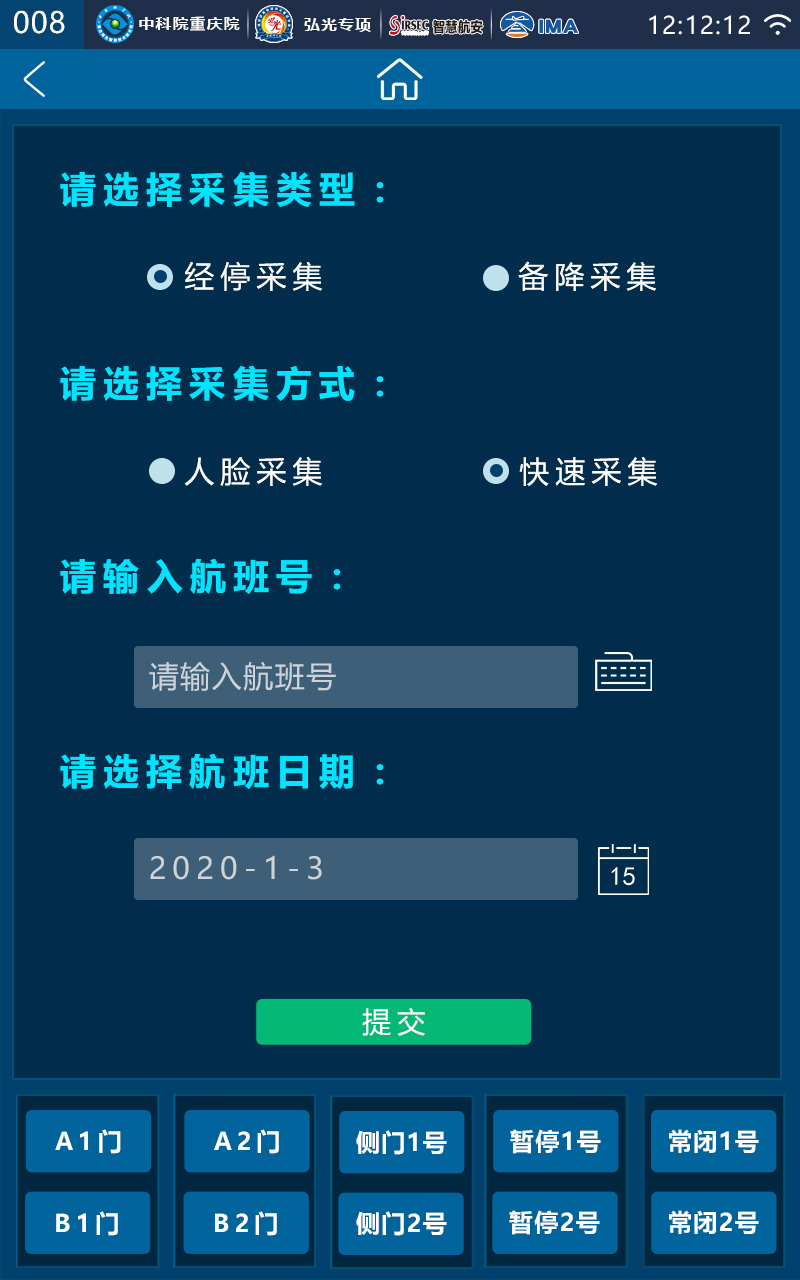 008 中科院重庆院 弘光专项 SiRSEC 智慧航安 IMA 12:12:12
请选择采集类型：
经停采集 备降采集
请选择采集方式：
人脸采集 快速采集
请输入航班号：
请输入航班号
请选择航班日期：
2020-1-3
15
提交
A1门 A2门 侧门1号 暂停1号 常闭1号
B1门 B2门 侧门2号 暂停2号 常闭2号